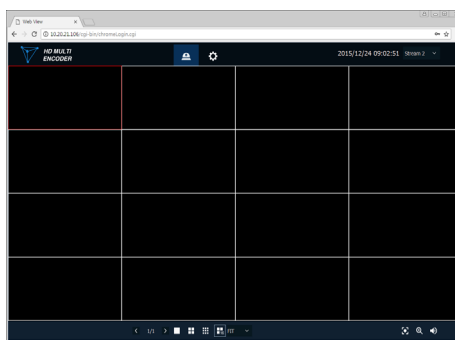 Web View
10.20.21.106/cgi-bin/chromeLogin.cgi
HD MULTI
ENCODER
2015/12/24 09:02:51 Stream 2
1/1
FIT